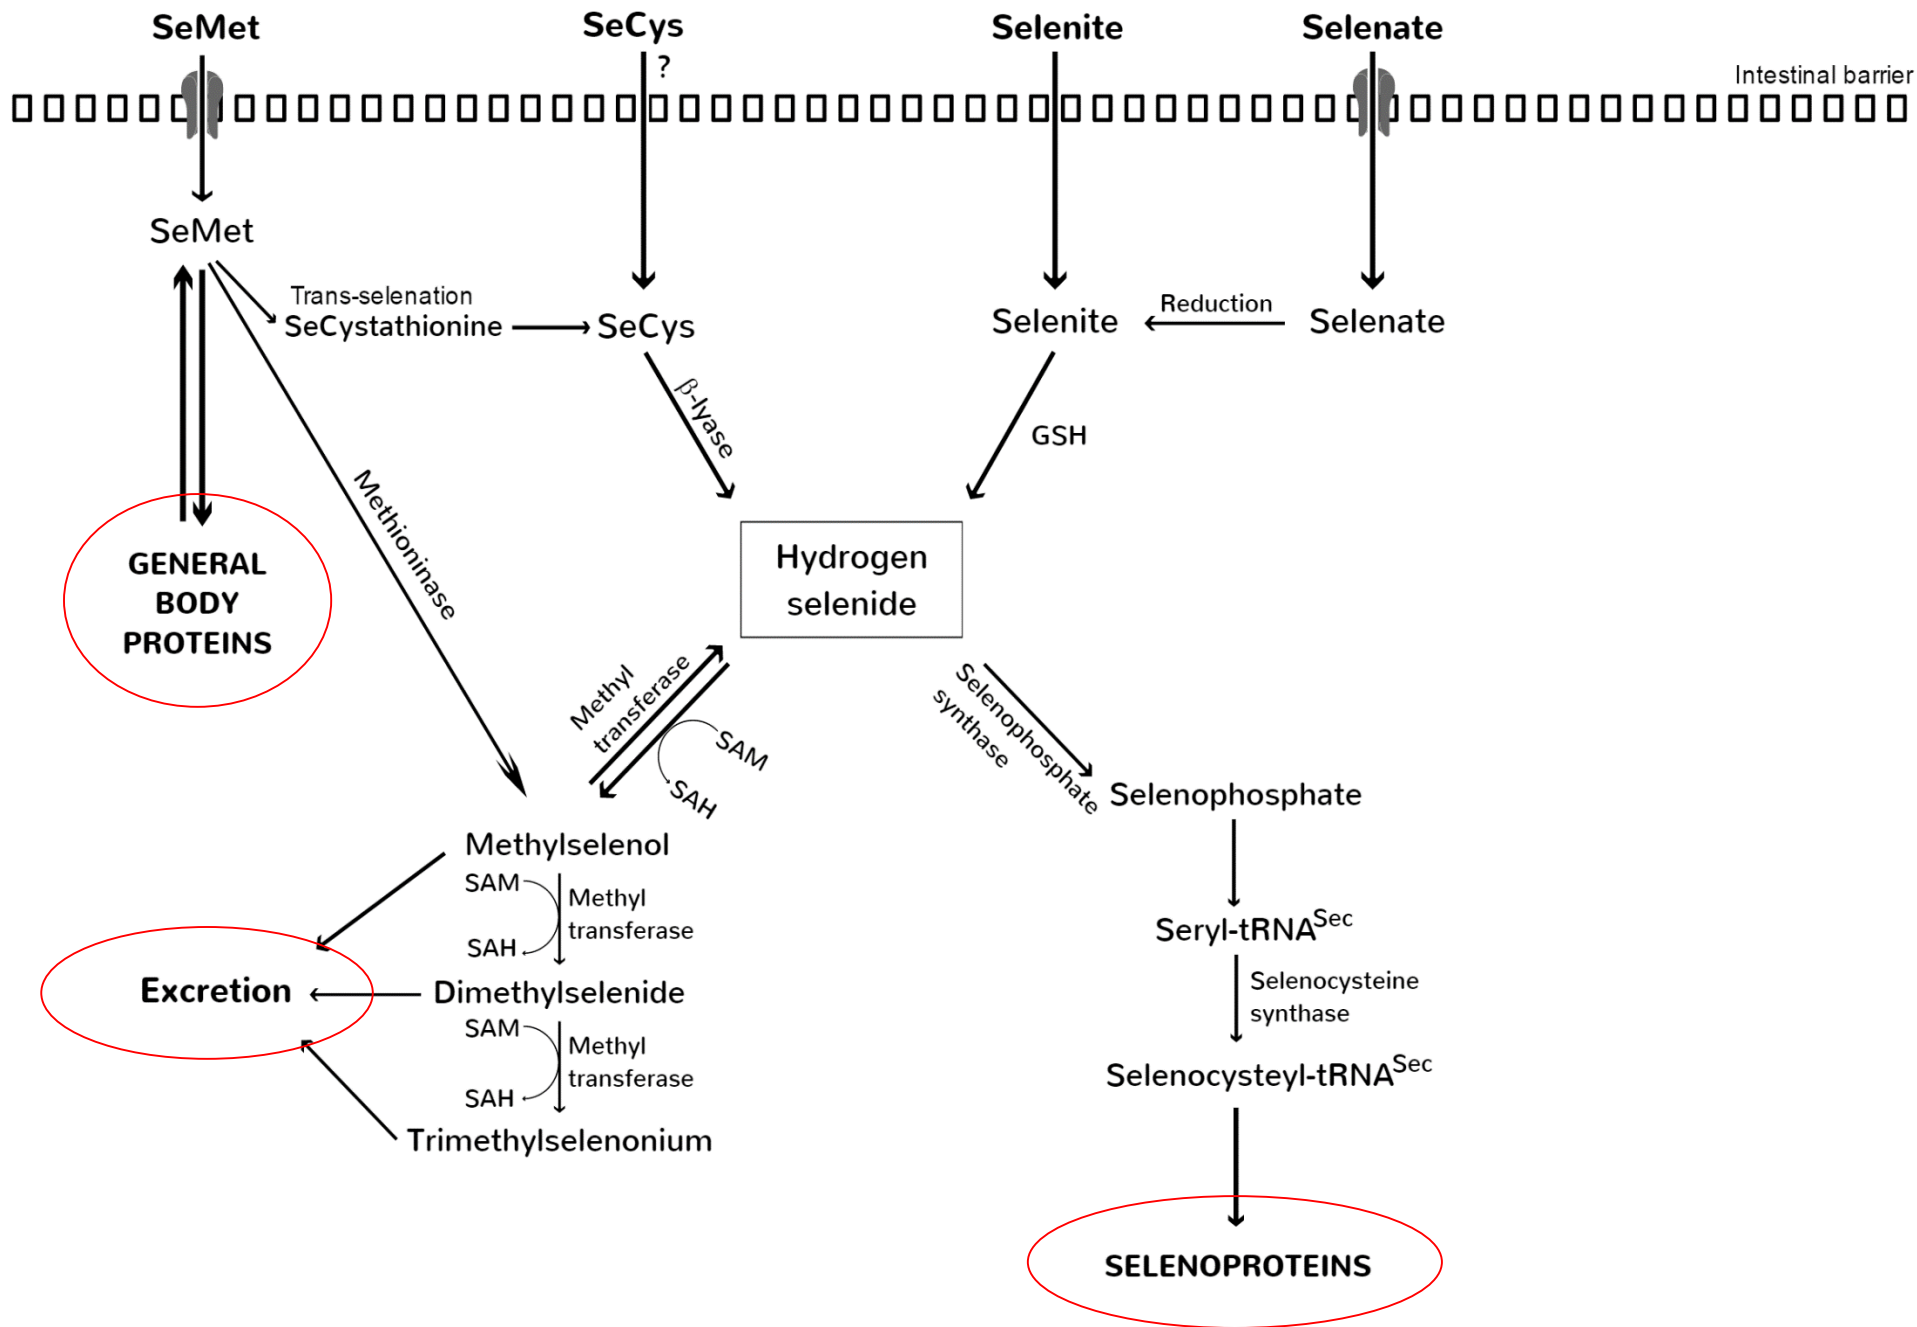 SeMet
SeCys
Selenite
Selenate
?
Intestinal barrier
SeMet
Trans-selenation
SeCystathionine
SeCys
Selenite
Reduction
Selenate
β-lyase
GSH
Methioninase
GENERAL
BODY
PROTEINS
Hydrogen
selenide
Methyl
transferase
SAM
SAH
Selenophosphate
synthase
Selenophosphate
Methylselenol
SAM
Methyl
transferase
SAH
Seryl-tRNASec
Excretion
Dimethylselenide
Selenocysteine
synthase
SAM
Methyl
transferase
SAH
Selenocysteyl-tRNASec
Trimethylselenonium
SELENOPROTEINS